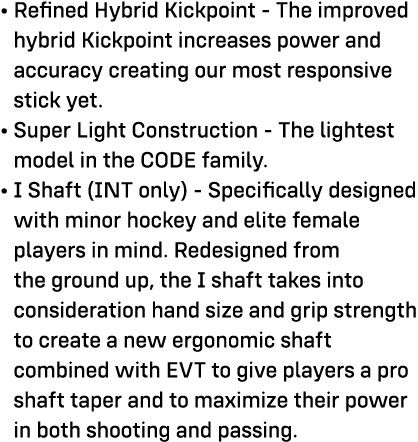 • Refined Hybrid Kickpoint - The improved
hybrid Kickpoint increases power and
accuracy creating our most responsive
stick yet.
• Super Light Construction - The lightest
model in the CODE family.
• I Shaft (INT only) - Specifically designed
with minor hockey and elite female
players in mind. Redesigned from
the ground up, the I shaft takes into
consideration hand size and grip strength
to create a new ergonomic shaft
combined with EVT to give players a pro
shaft taper and to maximize their power
in both shooting and passing.